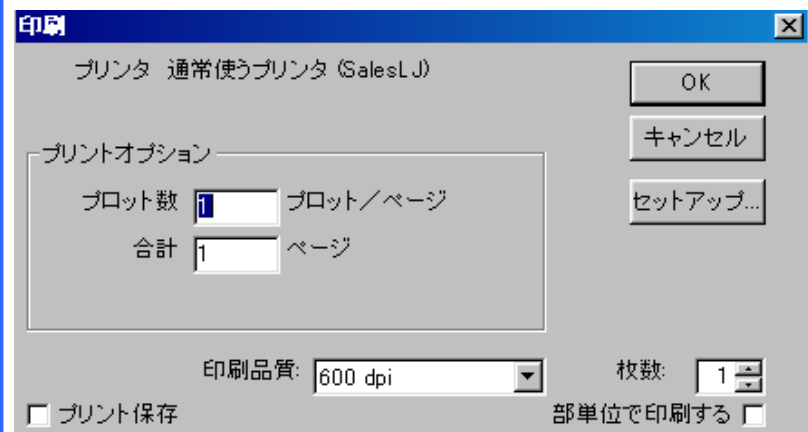 印刷
プリンタ 通常使うプリンタ (SalesLJ)
OK
キャンセル
プリントオプション
プロット数 1 プロット／ページ
セットアップ...
合計 1 ページ
印刷品質: 600 dpi 枚数: 1
プリント保存 部単位で印刷する